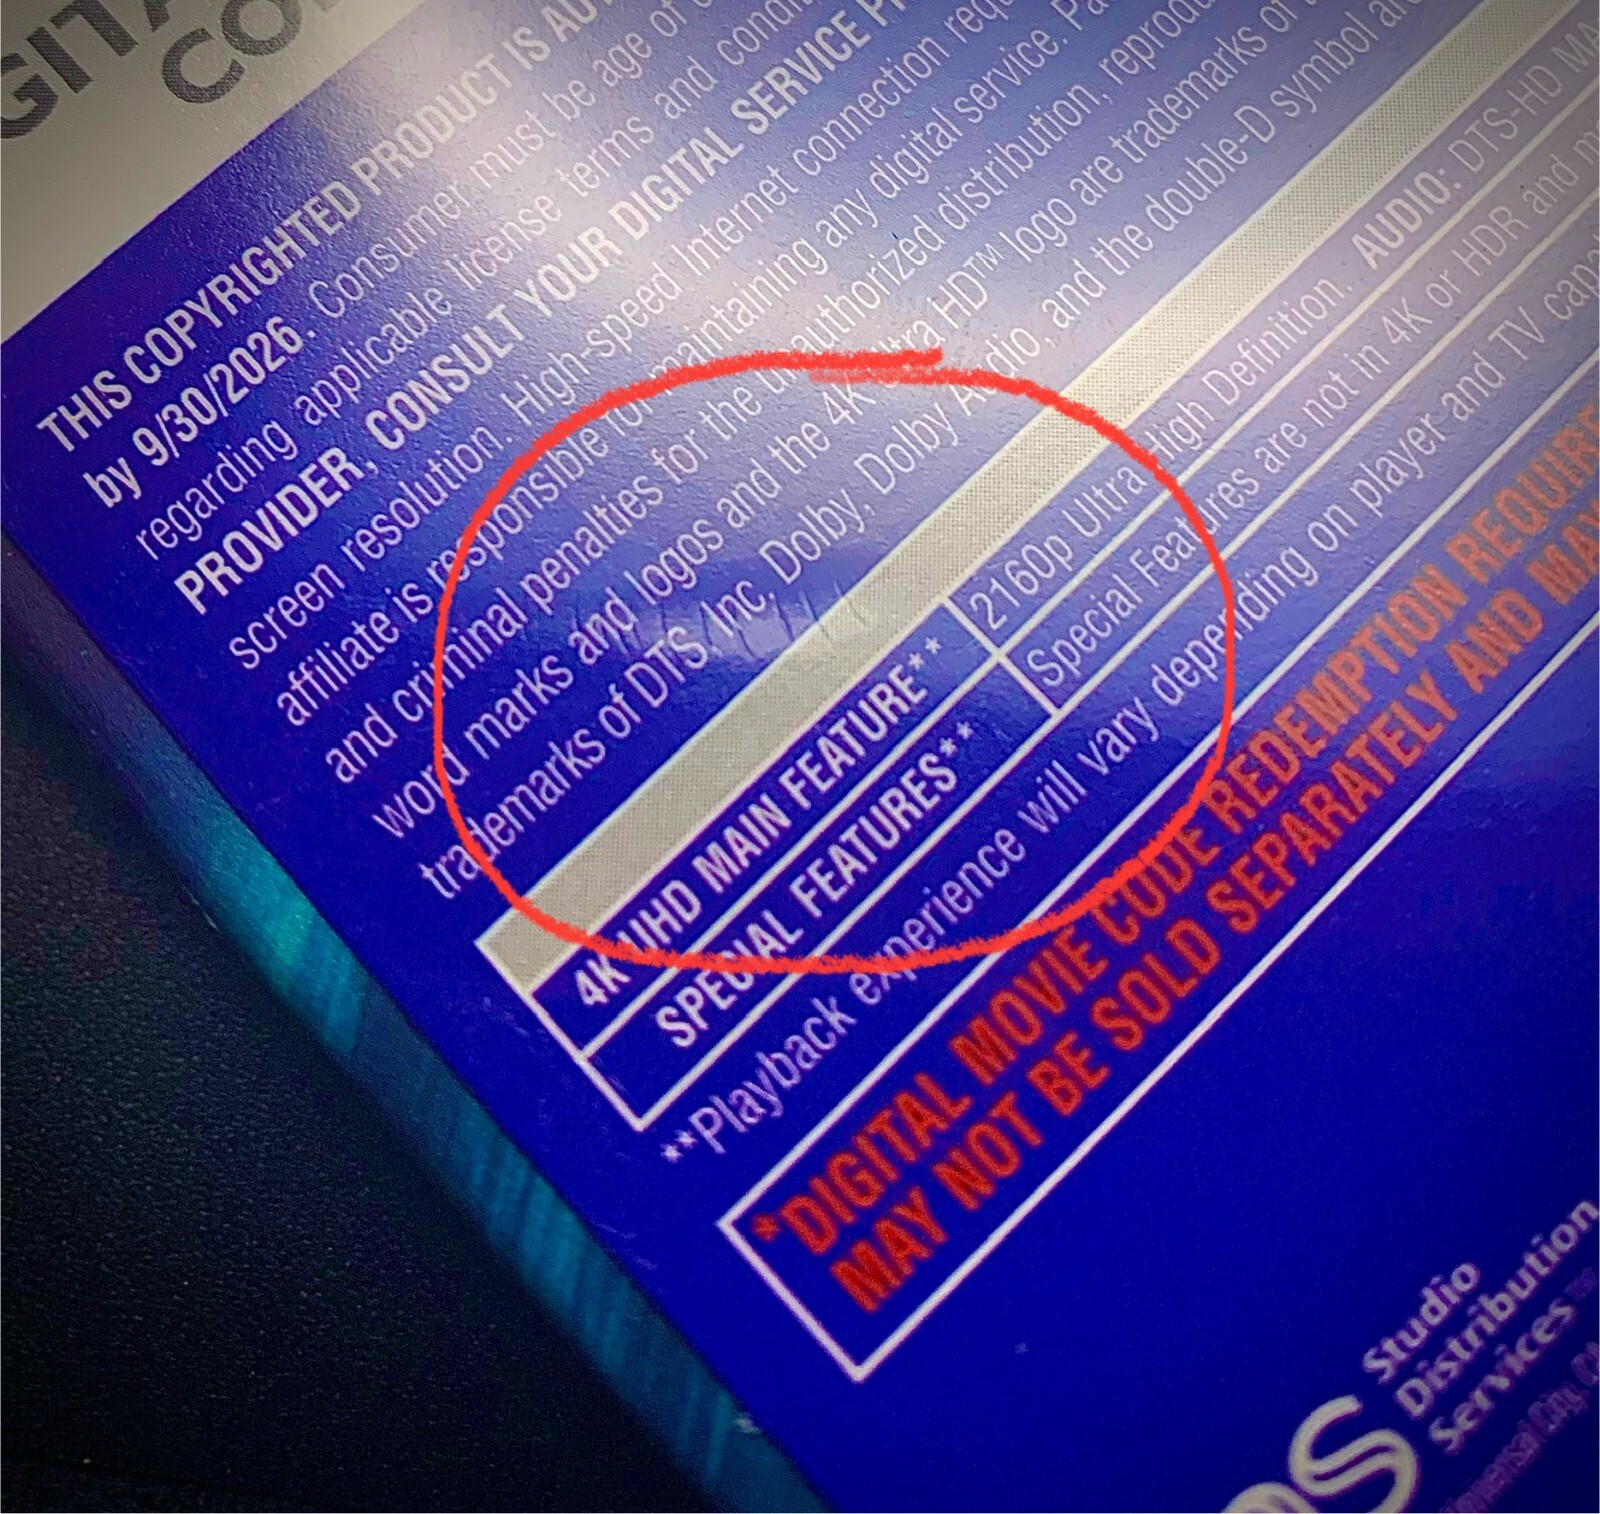 GITA
CO
THIS COPYRIGHTED PRODUCT IS
by 9/30/2026. Consumer must be age of
regarding applicable license terms and
PROVIDER, CONSULT YOUR DIGITAL SERVICE
screen resolution. High-speed Internet connection
affiliate is responsible for maintaining any digital service.
and criminal penalties for the unauthorized distribution,
word marks and logos and the 4K Ultra HD™ logo are trademarks of
trademarks of DTS, Inc, Dolby, Dolby Audio, and the double-D symbol
4K UHD MAIN FEATURE** 2160p Ultra High Definition. AUDIO: DTS-HD
SPECIAL FEATURES** Special Features are not in 4K or HDR and
**Playback experience will vary depending on player and TV
*DIGITAL MOVIE CODE REDEMPTION
MAY NOT BE SOLD SEPARATELY AND
Studio
Distribution
Services™